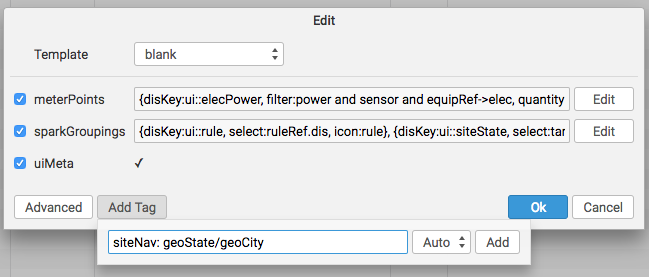 Edit
Template blank
meterPoints {disKey:ui::elecPower, filter:power and sensor and equipRef->elec, quantity Edit
sparkGroupings {disKey:ui::rule, select:ruleRef.dis, icon:rule}, {disKey:ui::siteState, select:tar Edit
uiMeta ✓
Advanced Add Tag Ok Cancel
siteNav: geoState/geoCity Auto Add